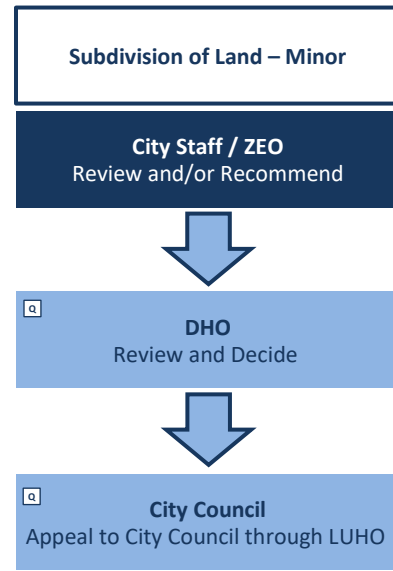 Subdivision of Land – Minor
City Staff / ZEO
Review and/or Recommend
Q
DHO
Review and Decide
Q
City Council
Appeal to City Council through LUHO